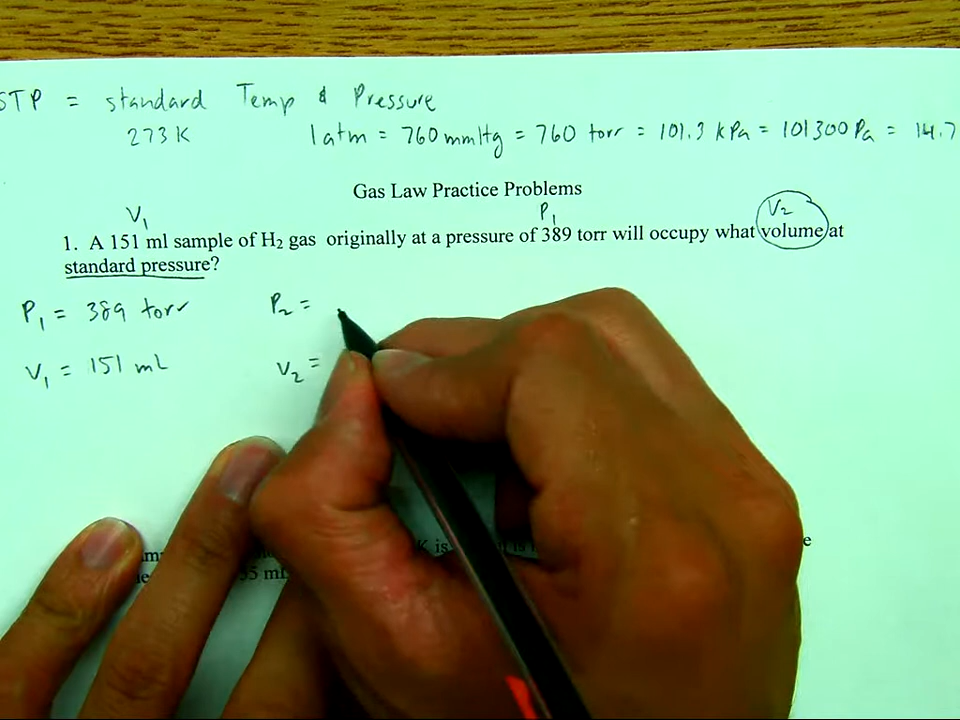 STP = standard Temp & Pressure
273 K 1 atm = 760 mmHg = 760 torr = 101.3 kPa = 101300 Pa = 14.7
Gas Law Practice Problems
V₁ P₁ V₂
1. A 151 ml sample of H₂ gas originally at a pressure of 389 torr will occupy what volume at
standard pressure?
P₁ = 389 torr P₂ =
V₁ = 151 mL V₂ =
K is